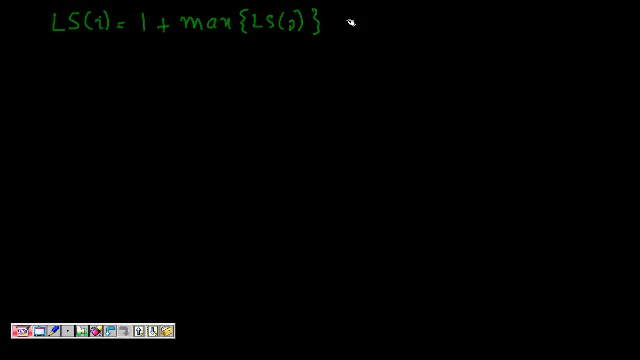 LS(i) = 1 + max{LS(j)}